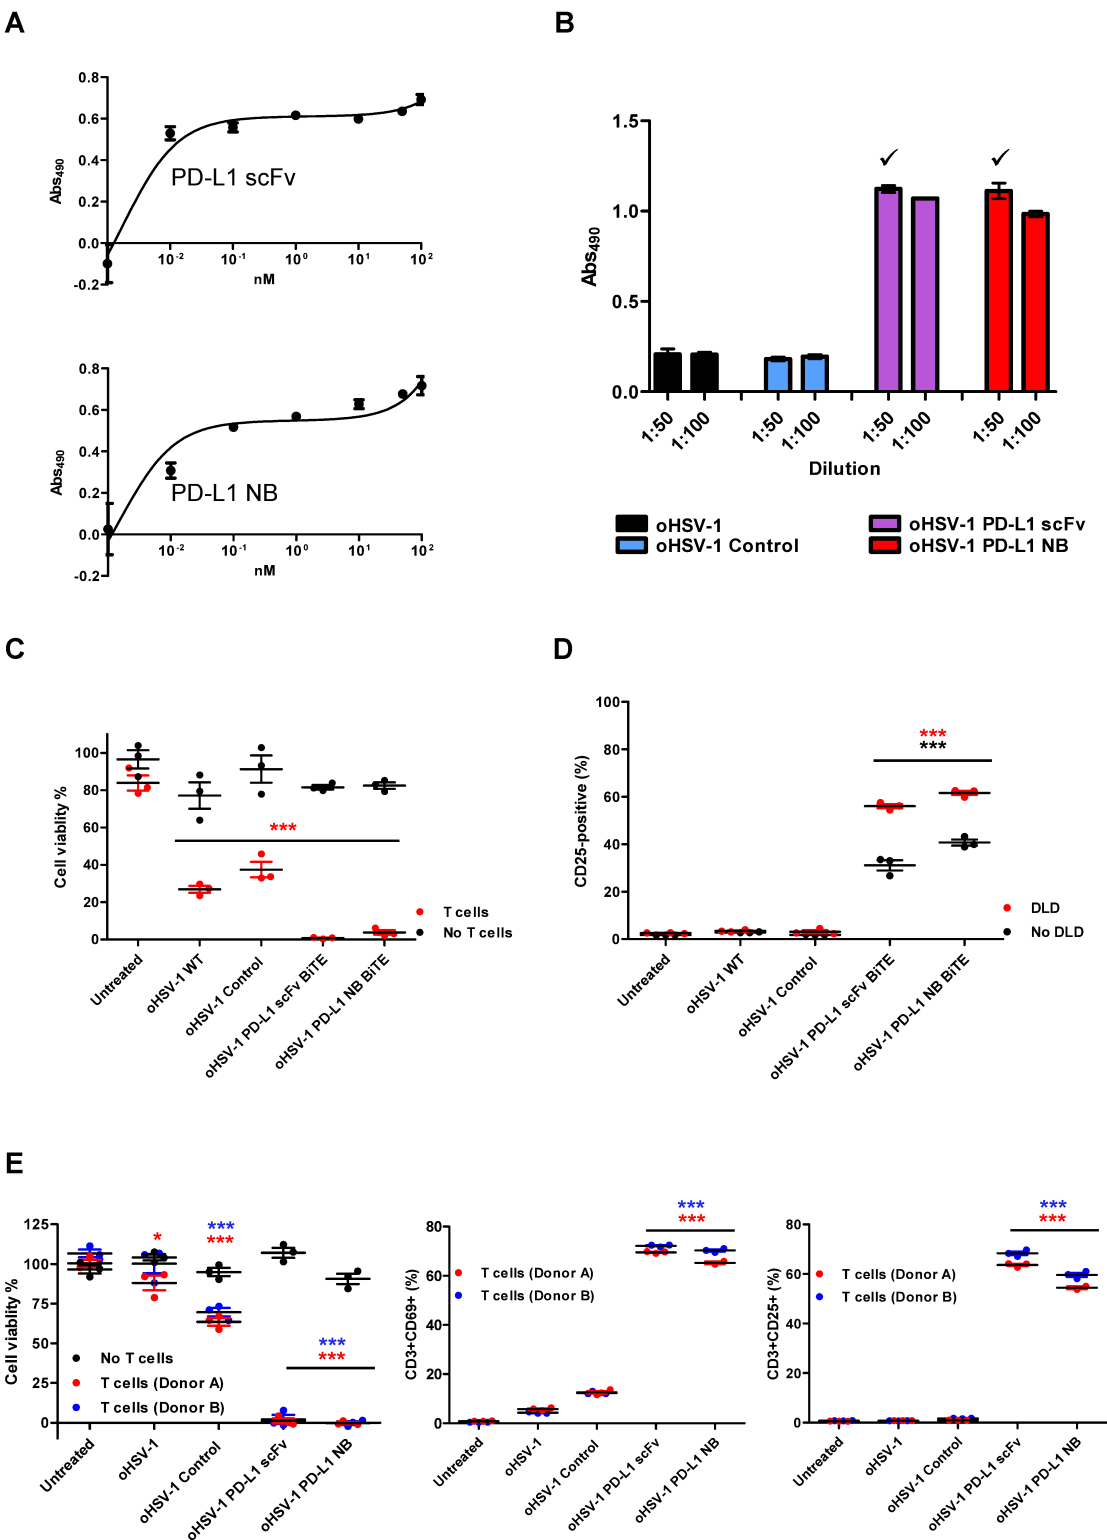 A
0.8
0.6
0.4
0.2
0.0
-0.2
Abs490
PD-L1 scFv
10-2
10-1
100
101
102
nM
0.8
0.6
0.4
0.2
0.0
-0.2
Abs490
PD-L1 NB
10-2
10-1
100
101
102
nM
B
1.5
1.0
0.5
0.0
Abs490
✓
✓
1:50
1:100
1:50
1:100
1:50
1:100
1:50
1:100
Dilution
oHSV-1
oHSV-1 Control
oHSV-1 PD-L1 scFv
oHSV-1 PD-L1 NB
C
100
80
60
40
20
0
Cell viablity %
***
T cells
No T cells
Untreated
oHSV-1 WT
oHSV-1 Control
oHSV-1 PD-L1 scFv BiTE
oHSV-1 PD-L1 NB BiTE
D
100
80
60
40
20
0
CD25-positive (%)
***
***
DLD
No DLD
Untreated
oHSV-1 WT
oHSV-1 Control
oHSV-1 PD-L1 scFv BiTE
oHSV-1 PD-L1 NB BiTE
E
125
100
75
50
25
0
Cell viablity %
*
***
***
***
***
No T cells
T cells (Donor A)
T cells (Donor B)
Untreated
oHSV-1
oHSV-1 Control
oHSV-1 PD-L1 scFv
oHSV-1 PD-L1 NB
80
60
40
20
0
CD3+CD69+ (%)
***
***
T cells (Donor A)
T cells (Donor B)
Untreated
oHSV-1
oHSV-1 Control
oHSV-1 PD-L1 scFv
oHSV-1 PD-L1 NB
80
60
40
20
0
CD3+CD25+ (%)
***
***
T cells (Donor A)
T cells (Donor B)
Untreated
oHSV-1
oHSV-1 Control
oHSV-1 PD-L1 scFv
oHSV-1 PD-L1 NB